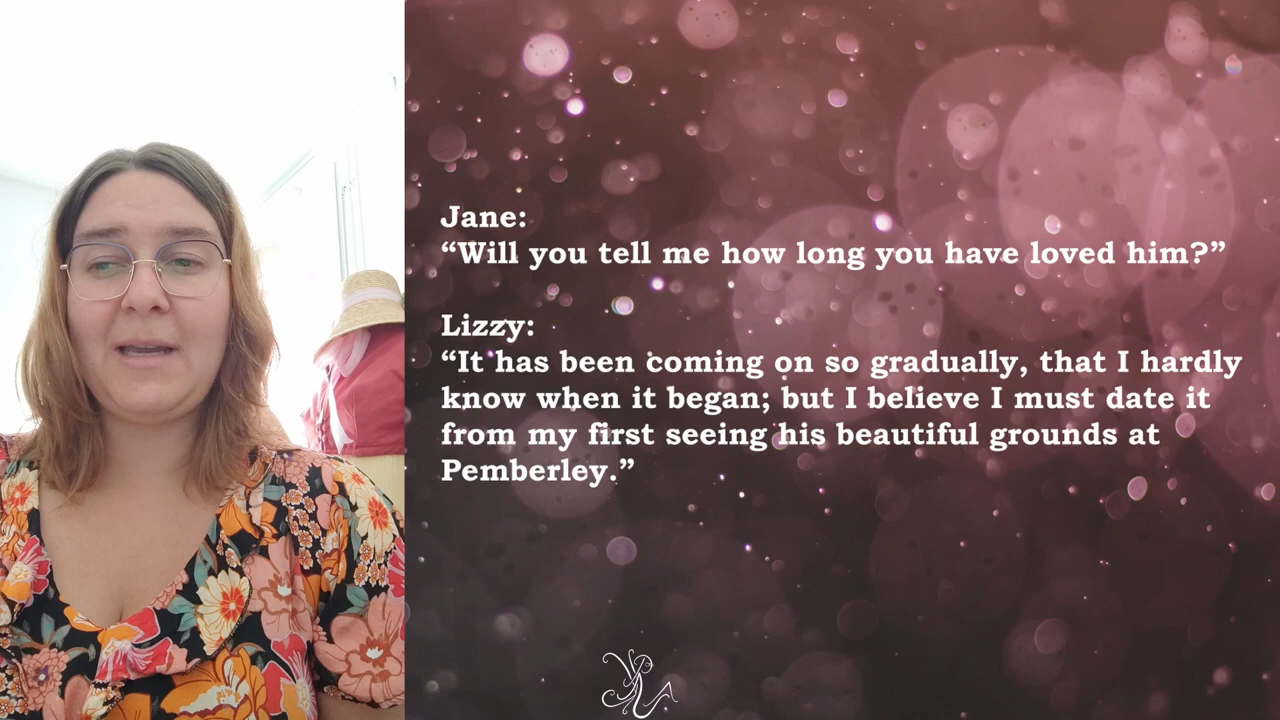 Jane:
“Will you tell me how long you have loved him?”
Lizzy:
“It has been coming on so gradually, that I hardly
know when it began; but I believe I must date it
from my first seeing his beautiful grounds at
Pemberley.”